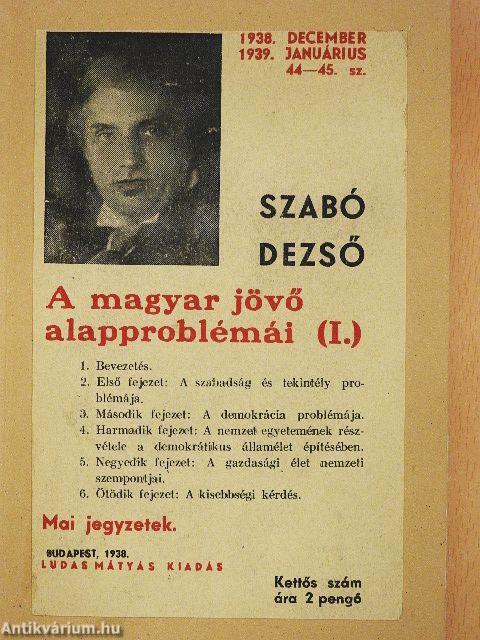 1938. DECEMBER
1939. JANUÁRIUS
44—45. sz.
SZABÓ
DEZSŐ
A magyar jövő
alapproblémái (I.)
1. Bevezetés.
2. Első fejezet: A szabadság és tekintély pro-
blémája.
3. Második fejezet: A demokrácia problémája.
4. Harmadik fejezet: A nemzet egyetemének rész-
vétele a demokrátikus államélet építésében.
5. Negyedik fejezet: A gazdasági élet nemzeti
szempontjai.
6. Ötödik fejezet: A kisebbségi kérdés.
Mai jegyzetek.
BUDAPEST, 1938.
LUDAS MÁTYÁS KIADÁS
Kettős szám
ára 2 pengő
Antikvárium.hu